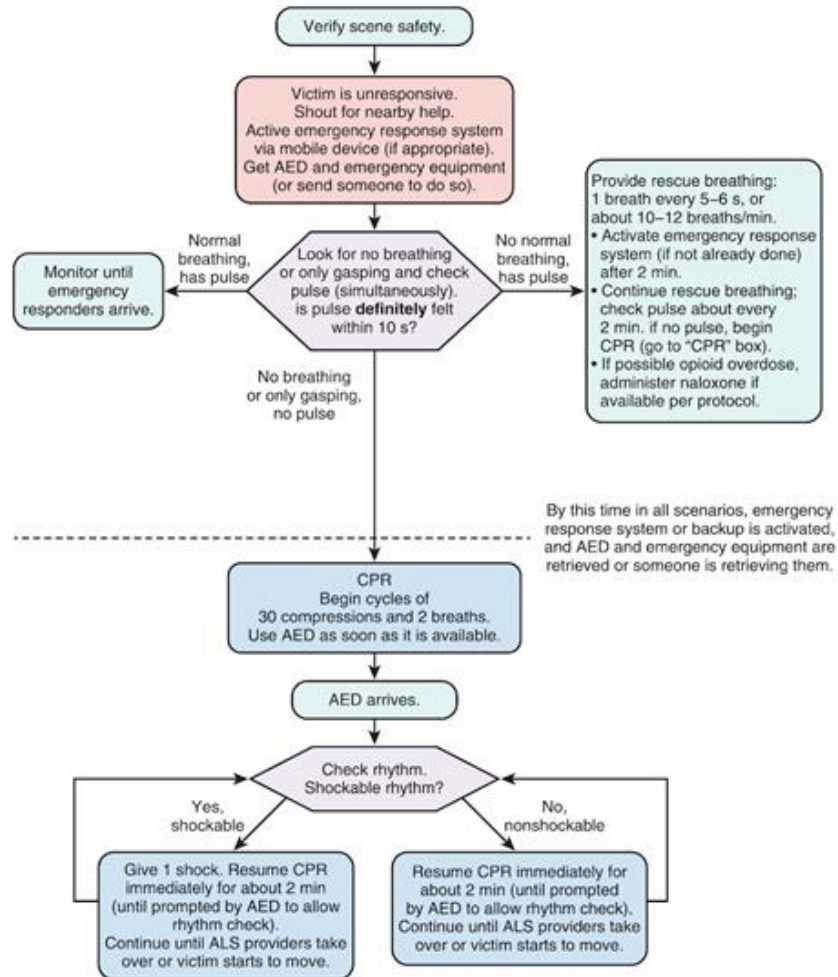 Verify scene safety.
Victim is unresponsive.
Shout for nearby help.
Active emergency response system
via mobile device (if appropriate).
Get AED and emergency equipment
(or send someone to do so).
Normal
breathing,
has pulse
Monitor until
emergency
responders arrive.
Look for no breathing
or only gasping and check
pulse (simultaneously).
is pulse definitely felt
within 10 s?
No normal
breathing,
has pulse
Provide rescue breathing:
1 breath every 5–6 s, or
about 10–12 breaths/min.
• Activate emergency response
system (if not already done)
after 2 min.
• Continue rescue breathing;
check pulse about every
2 min. if no pulse, begin
CPR (go to “CPR” box).
• If possible opioid overdose,
administer naloxone if
available per protocol.
No breathing
or only gasping,
no pulse
By this time in all scenarios, emergency
response system or backup is activated,
and AED and emergency equipment are
retrieved or someone is retrieving them.
CPR
Begin cycles of
30 compressions and 2 breaths.
Use AED as soon as it is available.
AED arrives.
Check rhythm.
Shockable rhythm?
Yes,
shockable
No,
nonshockable
Give 1 shock. Resume CPR
immediately for about 2 min
(until prompted by AED to allow
rhythm check).
Continue until ALS providers take
over or victim starts to move.
Resume CPR immediately for
about 2 min (until prompted
by AED to allow rhythm check).
Continue until ALS providers take
over or victim starts to move.